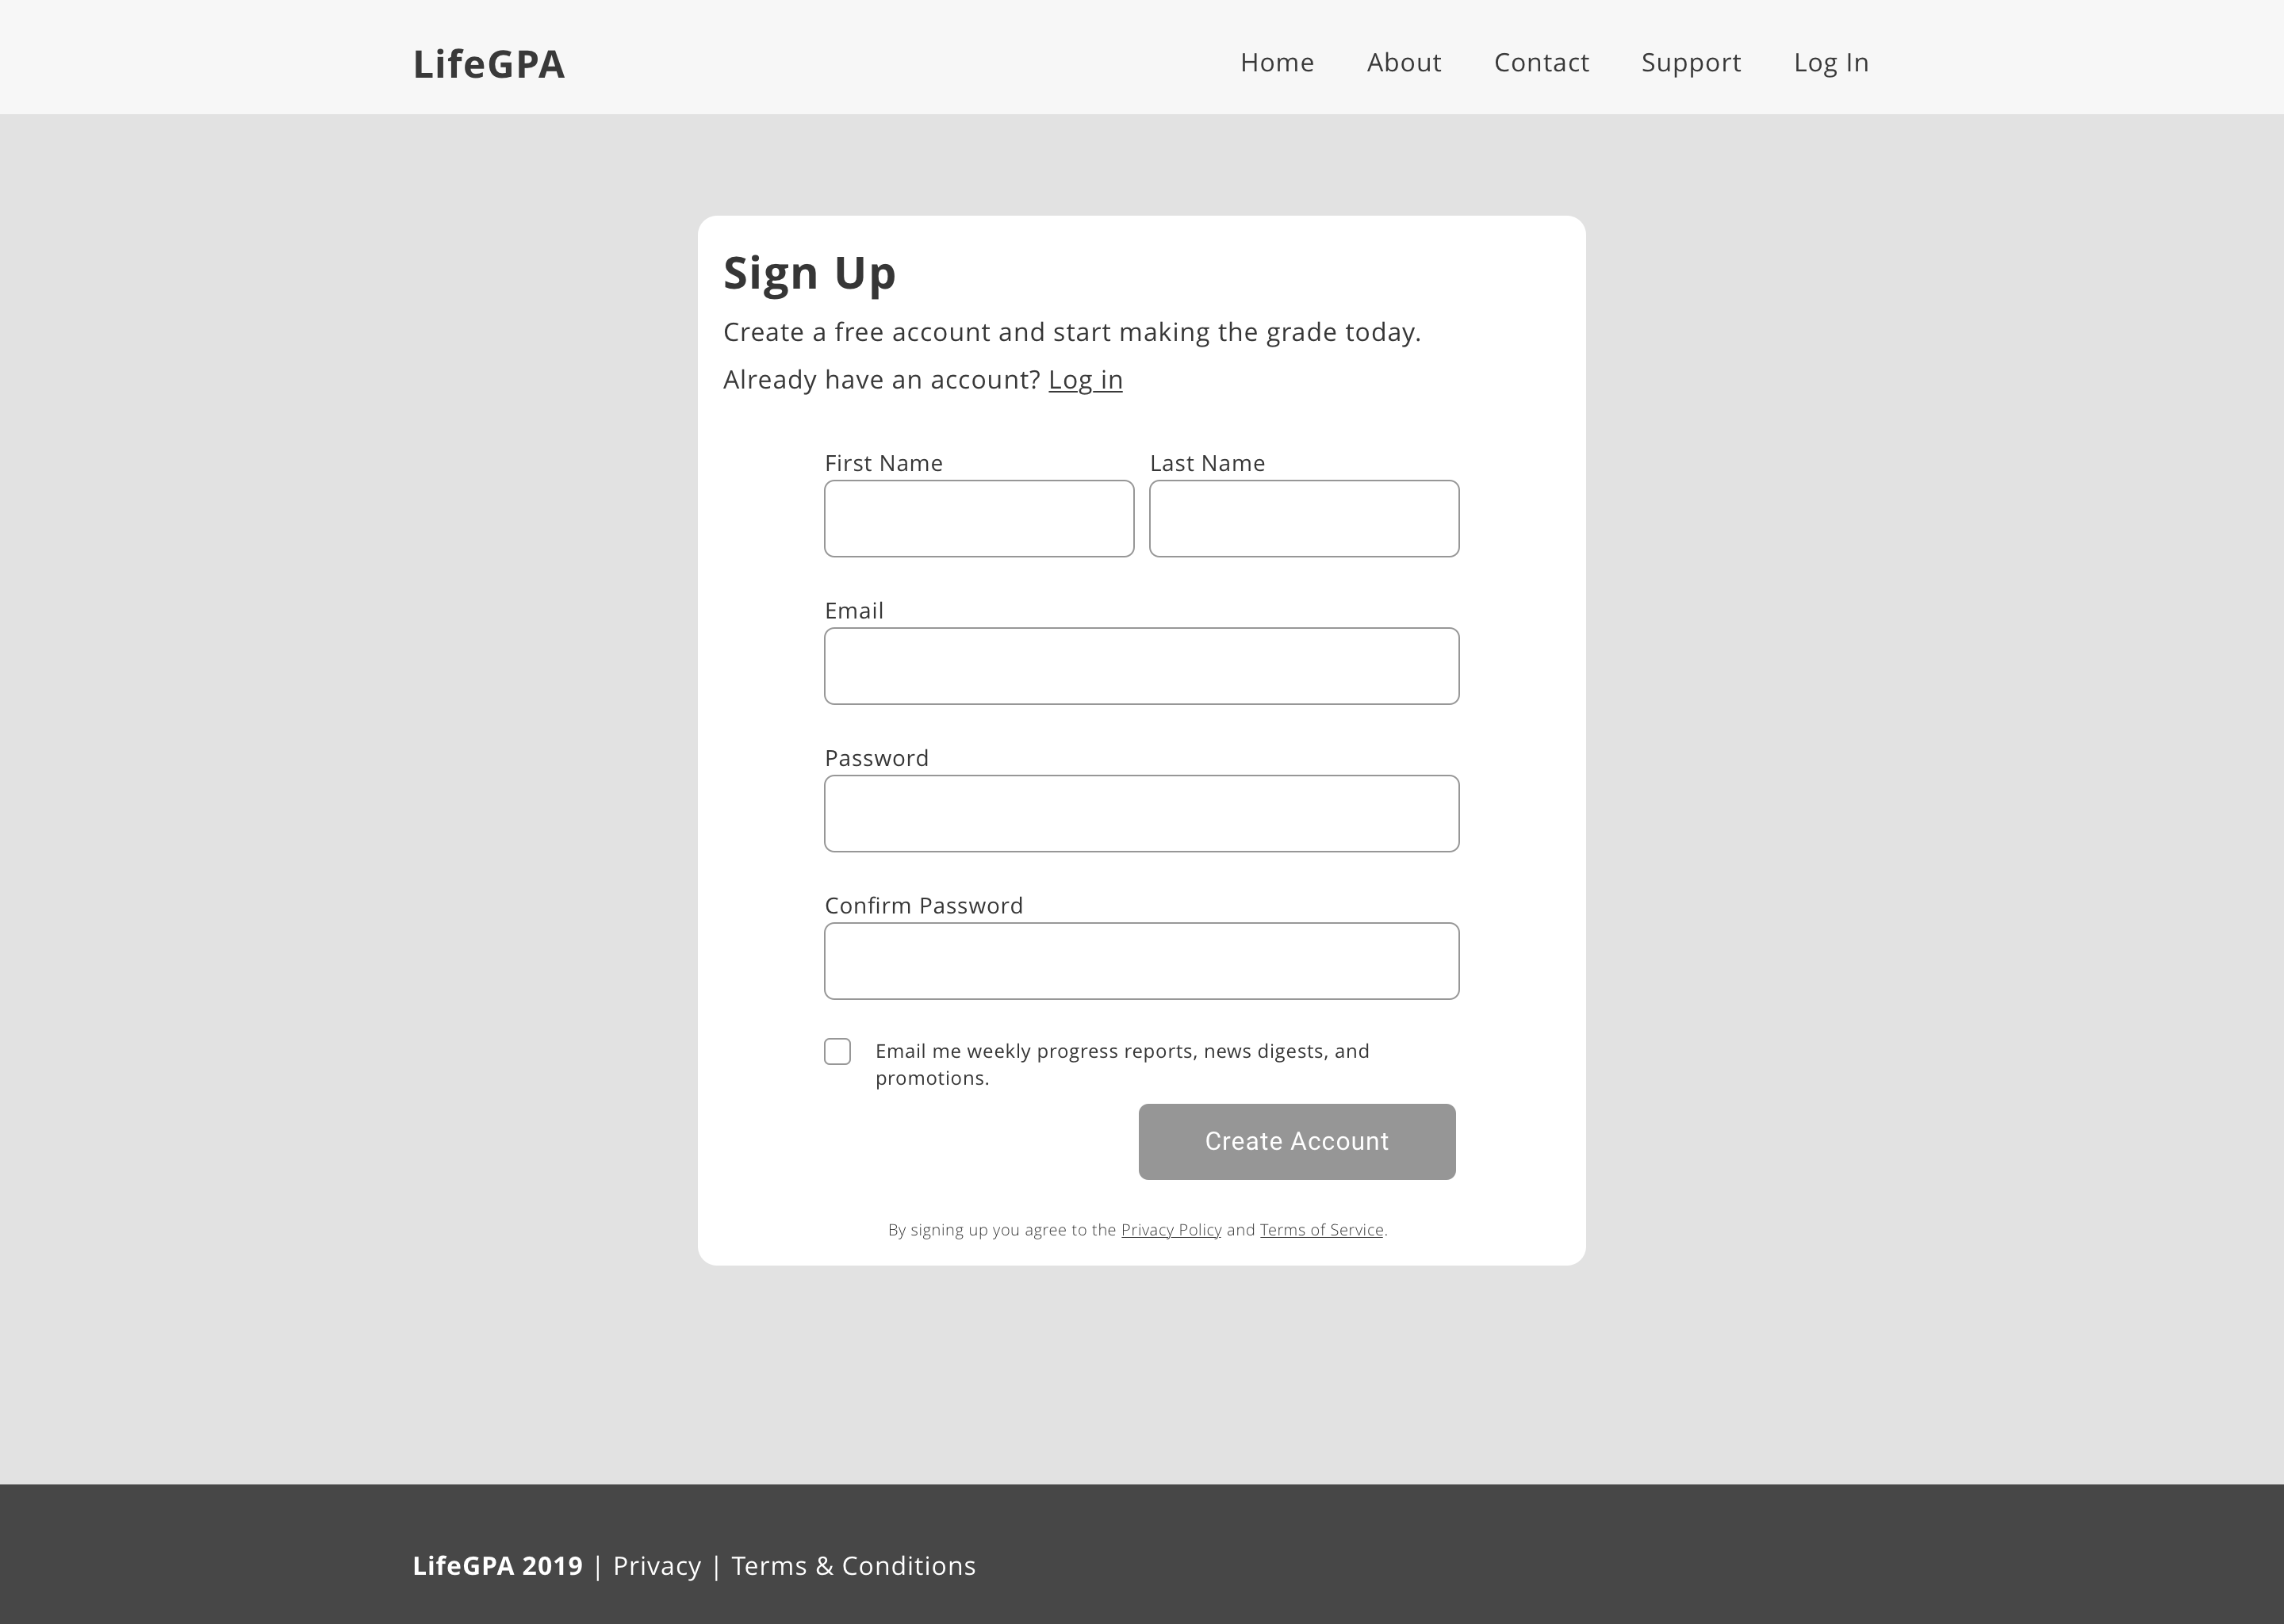 LifeGPA
Home About Contact Support Log In
Sign Up
Create a free account and start making the grade today.
Already have an account? Log in
First Name Last Name
Email
Password
Confirm Password
Email me weekly progress reports, news digests, and
promotions.
Create Account
By signing up you agree to the Privacy Policy and Terms of Service.
LifeGPA 2019 | Privacy | Terms & Conditions